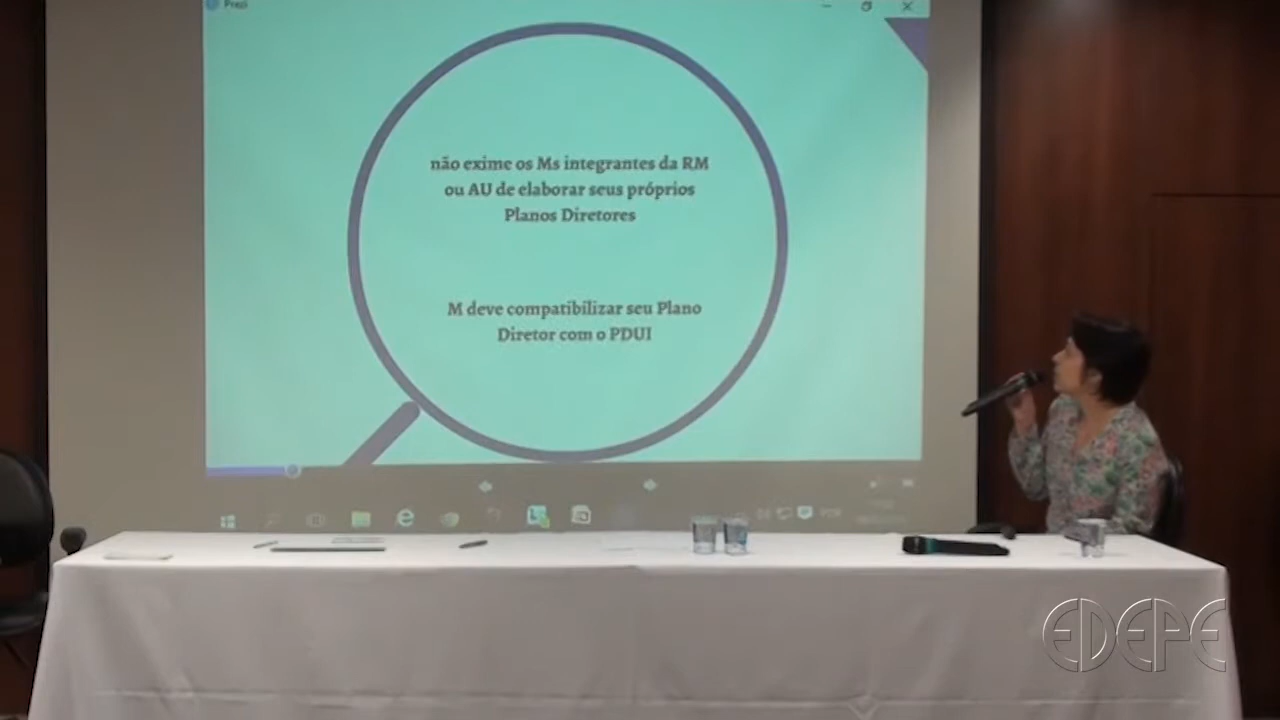 Prezi
não exime os Ms integrantes da RM
ou AU de elaborar seus próprios
Planos Diretores
M deve compatibilizar seu Plano
Diretor com o PDUI
EDEPE